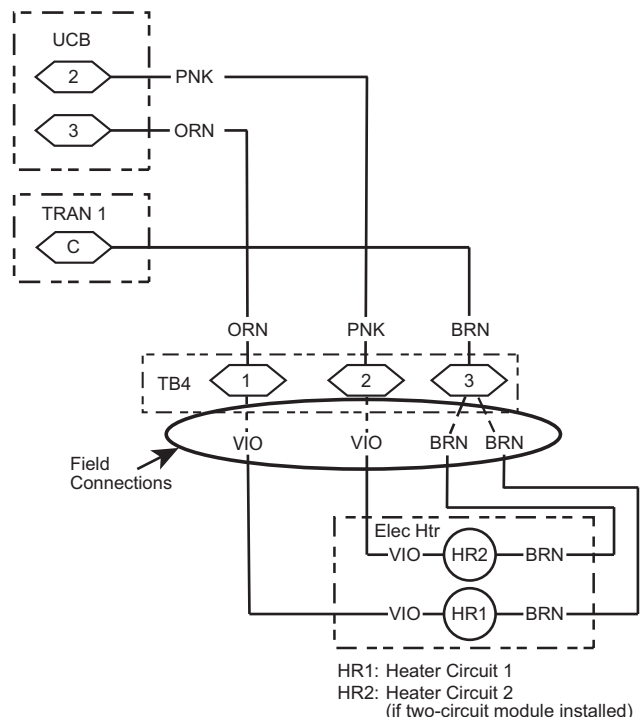 UCB
2 PNK
3 ORN
TRAN 1
C
ORN PNK BRN
TB4 1 2 3
VIO VIO BRN BRN
Field
Connections
Elec Htr
VIO HR2 BRN
VIO HR1 BRN
HR1: Heater Circuit 1
HR2: Heater Circuit 2
(if two-circuit module installed)